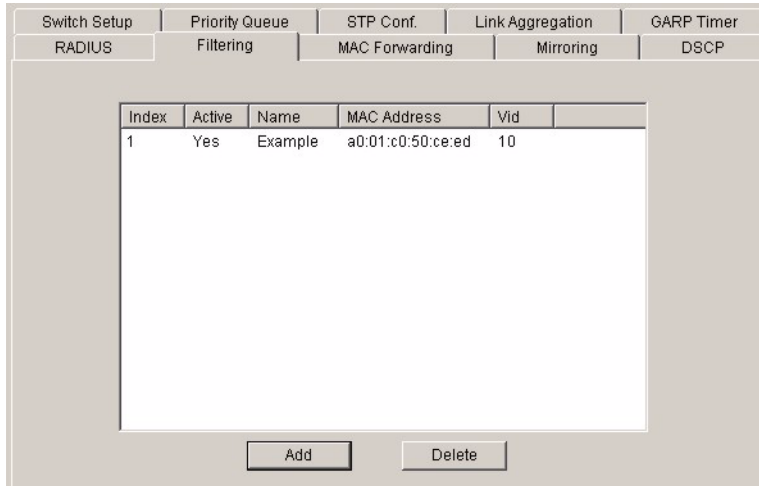 Switch Setup Priority Queue STP Conf. Link Aggregation GARP Timer
RADIUS Filtering MAC Forwarding Mirroring DSCP
Index Active Name MAC Address Vid
1 Yes Example a0:01:c0:50:ce:ed 10
Add Delete